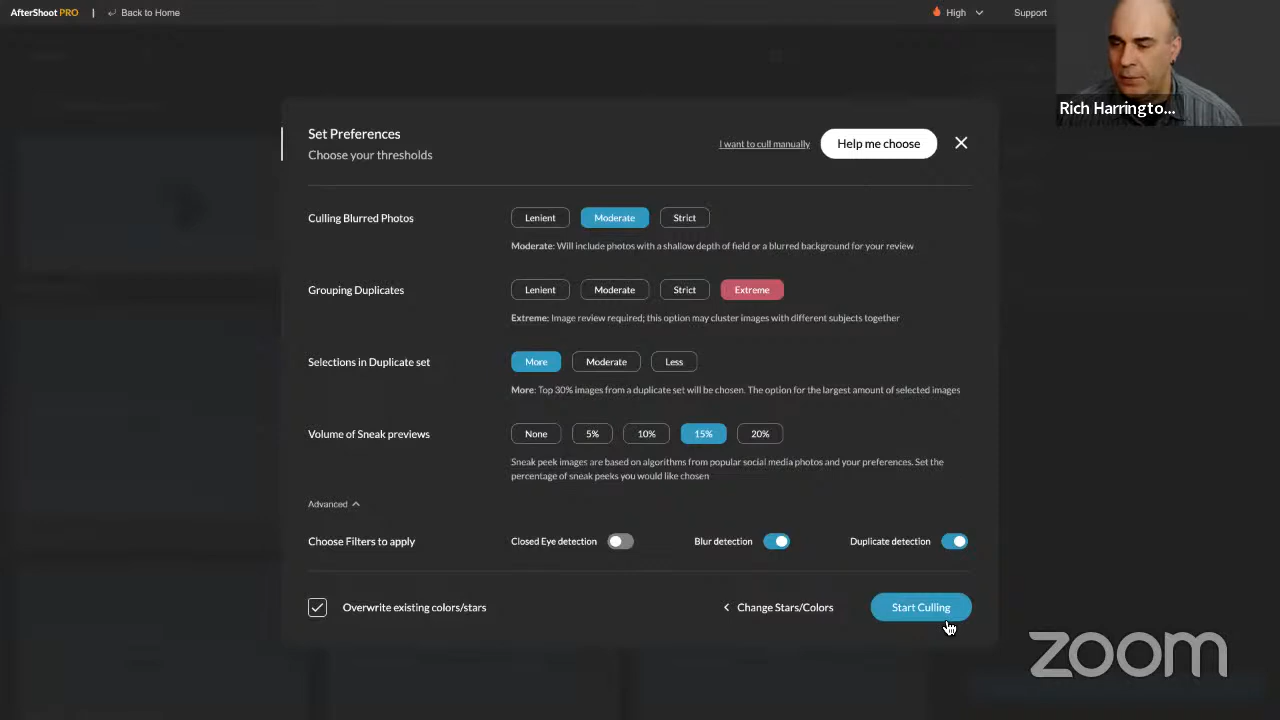 AfterShoot PRO | Back to Home High Support
Rich Harringto...
Set Preferences
Choose your thresholds
I want to cull manually Help me choose
Culling Blurred Photos Lenient Moderate Strict
Moderate: Will include photos with a shallow depth of field or a blurred background for your review
Grouping Duplicates Lenient Moderate Strict Extreme
Extreme: Image review required; this option may cluster images with different subjects together
Selections in Duplicate set More Moderate Less
More: Top 30% images from a duplicate set will be chosen. The option for the largest amount of selected images
Volume of Sneak previews None 5% 10% 15% 20%
Sneak peek images are based on algorithms from popular social media photos and your preferences. Set the
percentage of sneak peeks you would like chosen
Advanced
Choose Filters to apply Closed Eye detection Blur detection Duplicate detection
Overwrite existing colors/stars Change Stars/Colors Start Culling
zoom